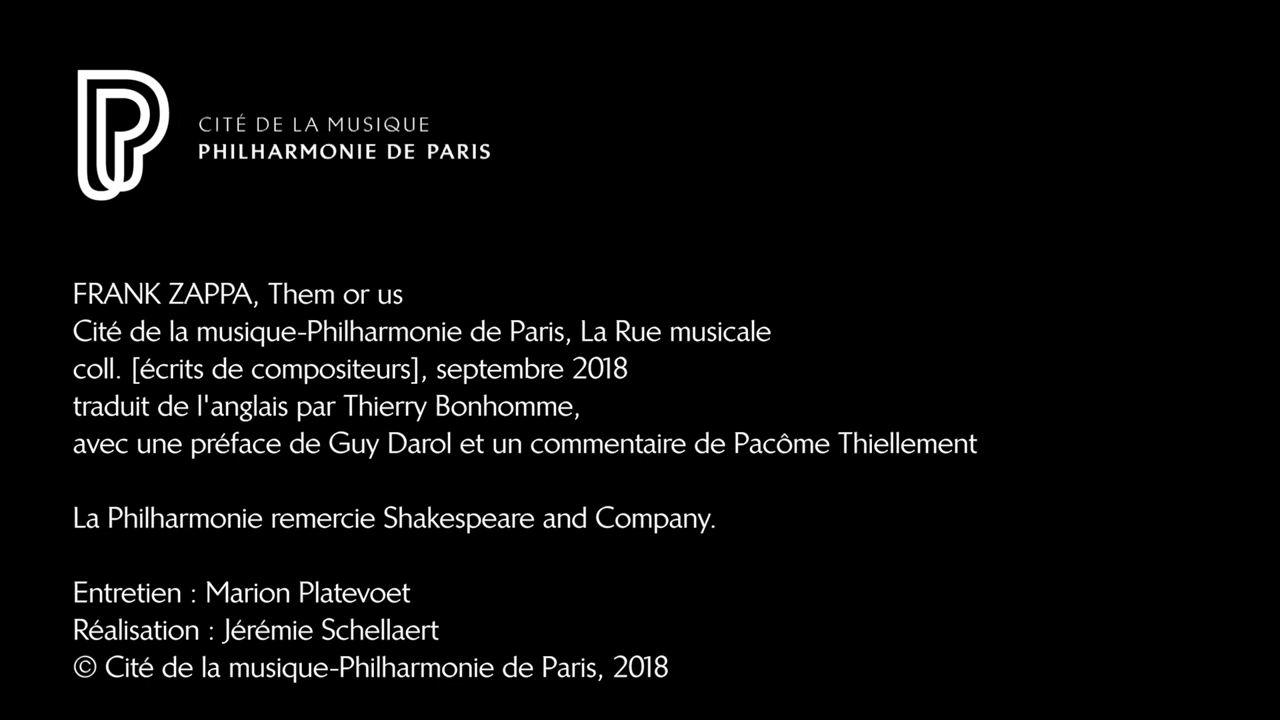 CITÉ DE LA MUSIQUE
PHILHARMONIE DE PARIS
FRANK ZAPPA, Them or us
Cité de la musique-Philharmonie de Paris, La Rue musicale
coll. [écrits de compositeurs], septembre 2018
traduit de l'anglais par Thierry Bonhomme,
avec une préface de Guy Darol et un commentaire de Pacôme Thiellement
La Philharmonie remercie Shakespeare and Company.
Entretien : Marion Platevoet
Réalisation : Jérémie Schellaert
© Cité de la musique-Philharmonie de Paris, 2018